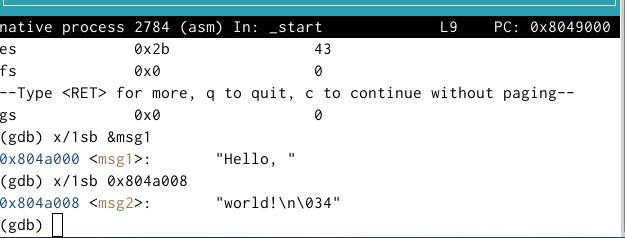 native process 2784 (asm) In: _start L9 PC: 0x8049000
es 0x2b 43
fs 0x0 0
--Type <RET> for more, q to quit, c to continue without paging--
gs 0x0 0
(gdb) x/1sb &msg1
0x804a000 <msg1>: "Hello, "
(gdb) x/1sb 0x804a008
0x804a008 <msg2>: "world!\n\034"
(gdb)